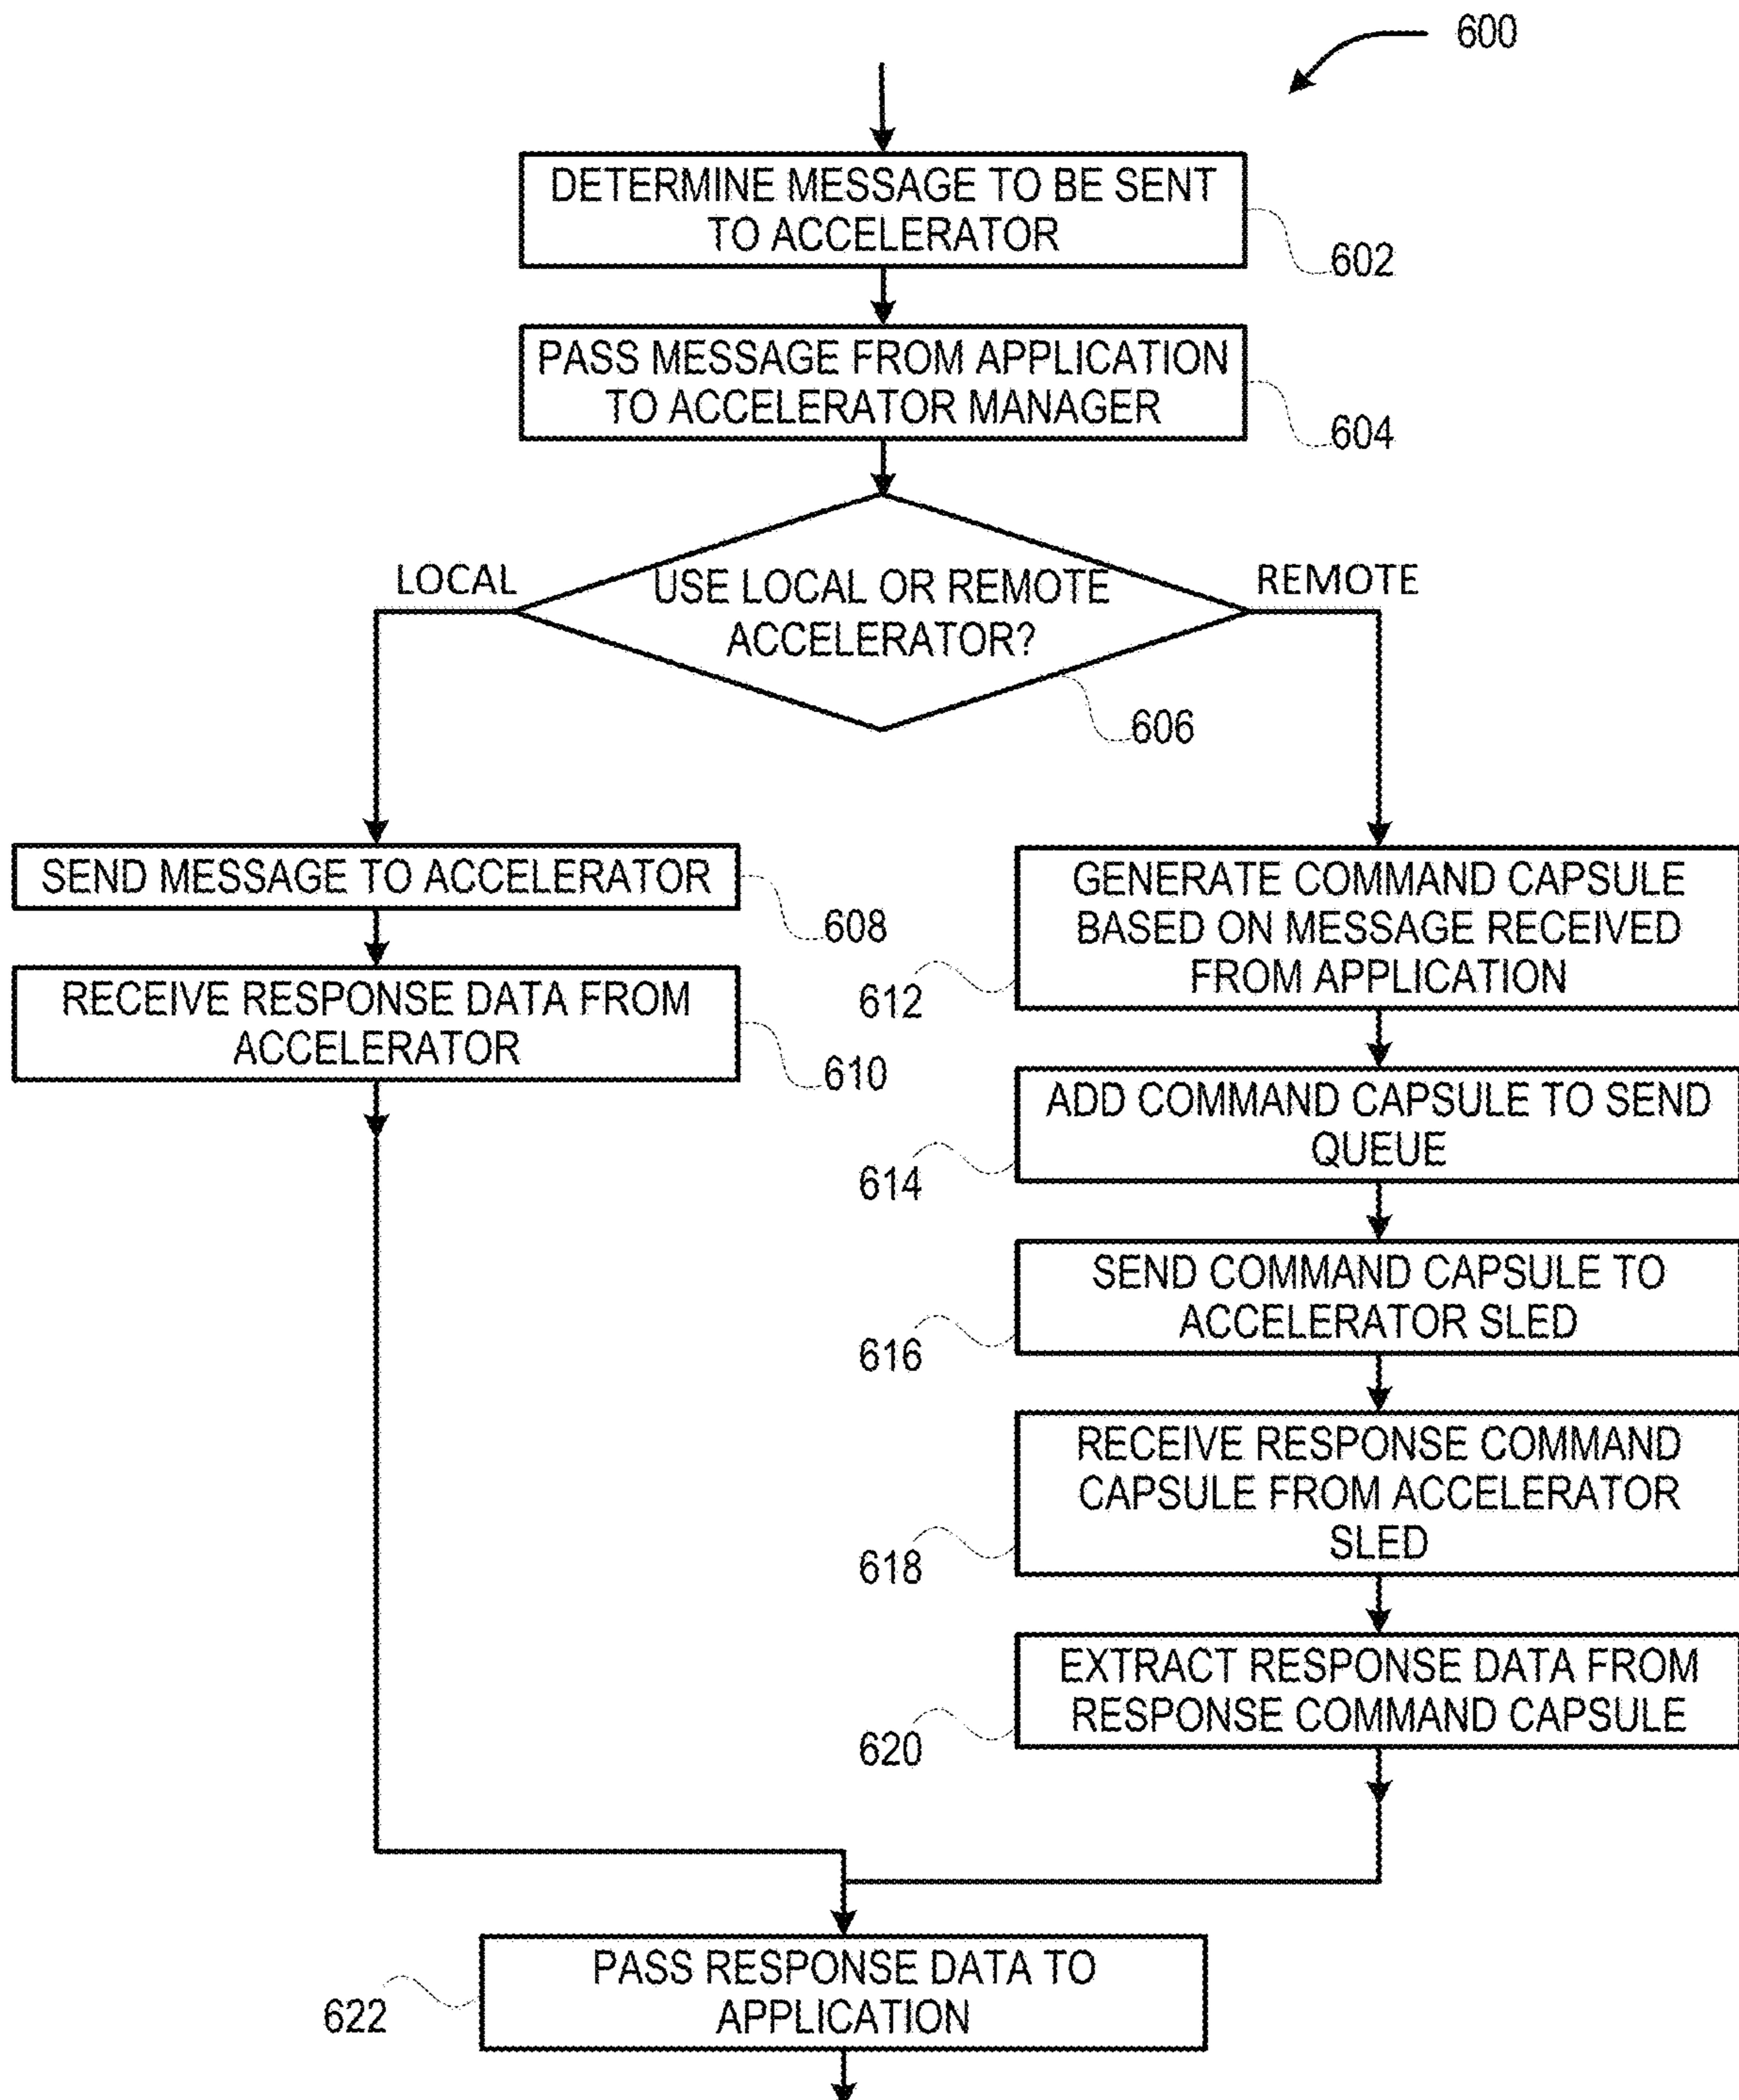 600
DETERMINE MESSAGE TO BE SENT
TO ACCELERATOR
602
PASS MESSAGE FROM APPLICATION
TO ACCELERATOR MANAGER
604
LOCAL
USE LOCAL OR REMOTE
ACCELERATOR?
REMOTE
606
SEND MESSAGE TO ACCELERATOR
608
RECEIVE RESPONSE DATA FROM
ACCELERATOR
610
GENERATE COMMAND CAPSULE
BASED ON MESSAGE RECEIVED
FROM APPLICATION
612
ADD COMMAND CAPSULE TO SEND
QUEUE
614
SEND COMMAND CAPSULE TO
ACCELERATOR SLED
616
RECEIVE RESPONSE COMMAND
CAPSULE FROM ACCELERATOR
SLED
618
EXTRACT RESPONSE DATA FROM
RESPONSE COMMAND CAPSULE
620
PASS RESPONSE DATA TO
APPLICATION
622